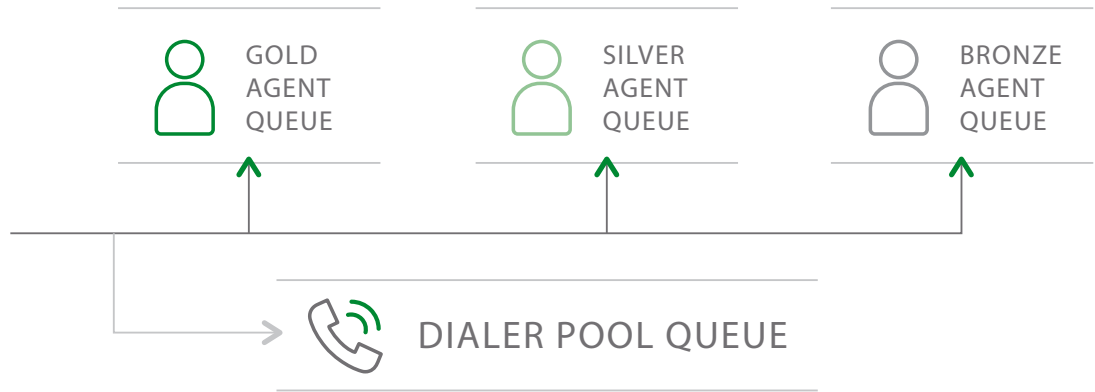 GOLD
AGENT
QUEUE
SILVER
AGENT
QUEUE
BRONZE
AGENT
QUEUE
DIALER POOL QUEUE